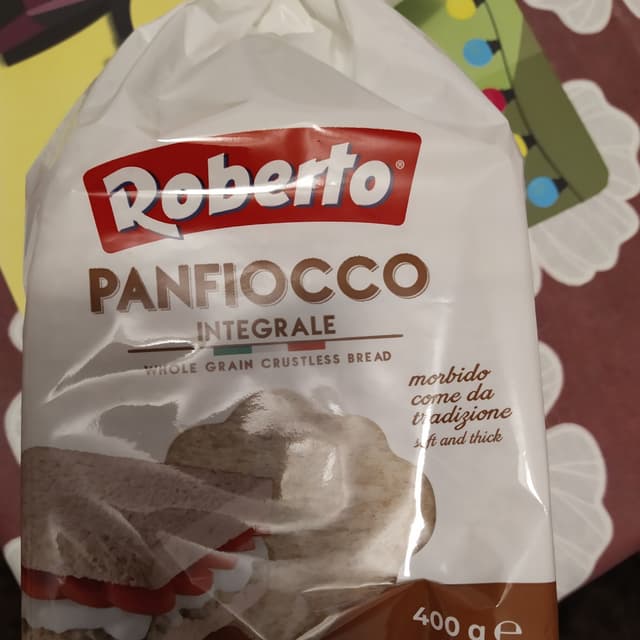 Roberto®
PANFIOCCO
INTEGRALE
WHOLE GRAIN CRUSTLESS BREAD
morbido
come da
tradizione
soft and thick
400 g ℮